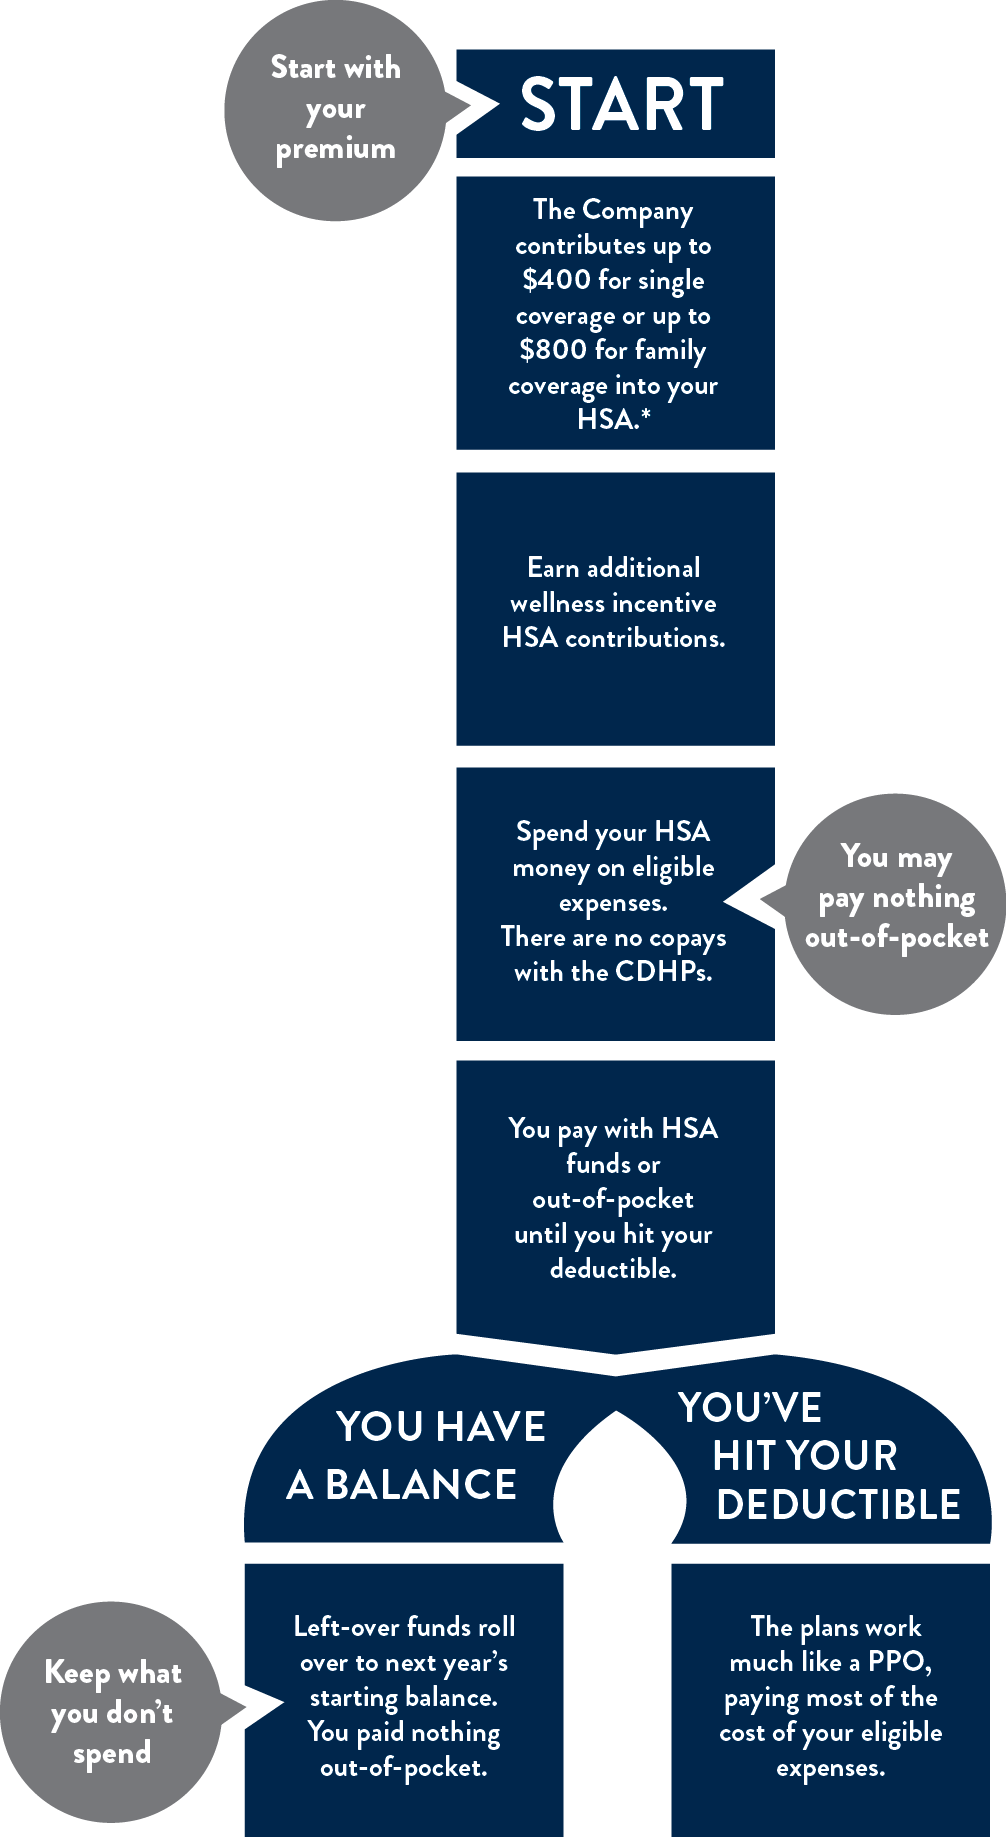 Start with
your
premium
START
The Company
contributes up to
$400 for single
coverage or up to
$800 for family
coverage into your
HSA.*
Earn additional
wellness incentive
HSA contributions.
Spend your HSA
money on eligible
expenses.
There are no copays
with the CDHPs.
You may
pay nothing
out-of-pocket
You pay with HSA
funds or
out-of-pocket
until you hit your
deductible.
YOU HAVE
A BALANCE
YOU’VE
HIT YOUR
DEDUCTIBLE
Keep what
you don’t
spend
Left-over funds roll
over to next year’s
starting balance.
You paid nothing
out-of-pocket.
The plans work
much like a PPO,
paying most of the
cost of your eligible
expenses.